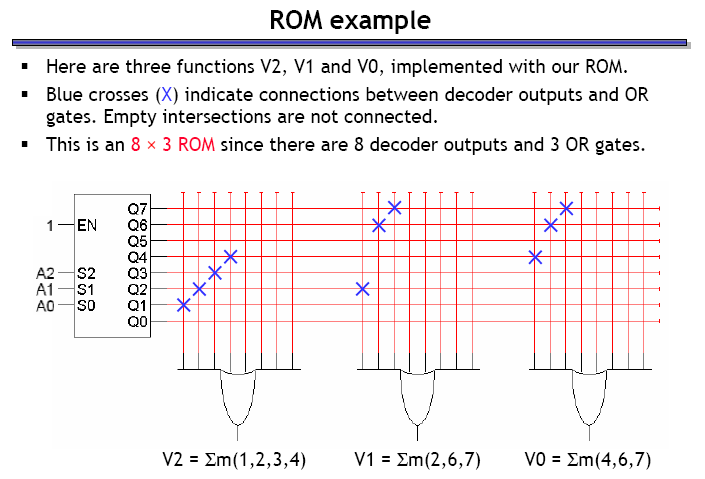 ROM example
▪ Here are three functions V2, V1 and V0, implemented with our ROM.
▪ Blue crosses (X) indicate connections between decoder outputs and OR
gates. Empty intersections are not connected.
▪ This is an 8 × 3 ROM since there are 8 decoder outputs and 3 OR gates.
Q7
1 EN Q6
Q5
Q4
A2 S2 Q3
A1 S1 Q2
A0 S0 Q1
Q0
V2 = Σm(1,2,3,4) V1 = Σm(2,6,7) V0 = Σm(4,6,7)